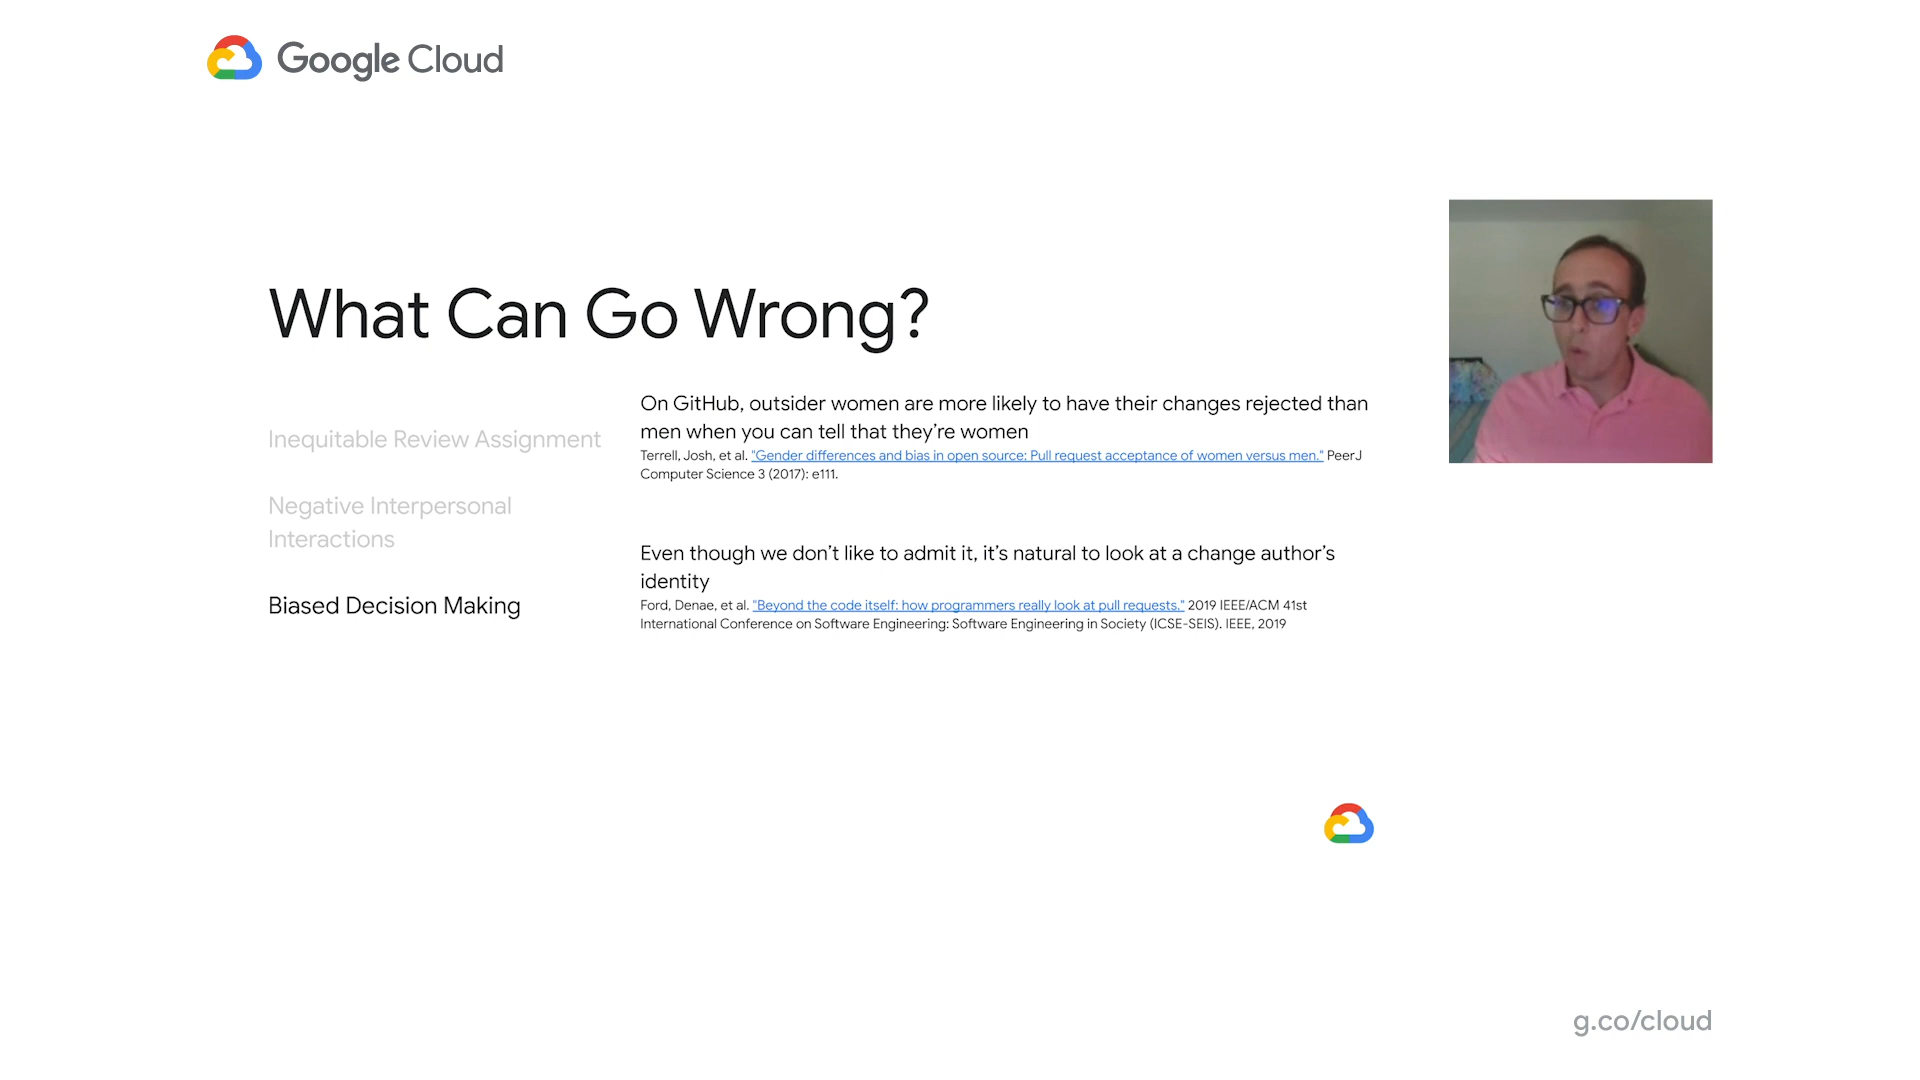 Google Cloud
What Can Go Wrong?
Inequitable Review Assignment
Negative Interpersonal
Interactions
Biased Decision Making
On GitHub, outsider women are more likely to have their changes rejected than
men when you can tell that they’re women
Terrell, Josh, et al. "Gender differences and bias in open source: Pull request acceptance of women versus men." PeerJ
Computer Science 3 (2017): e111.
Even though we don’t like to admit it, it’s natural to look at a change author’s
identity
Ford, Denae, et al. "Beyond the code itself: how programmers really look at pull requests." 2019 IEEE/ACM 41st
International Conference on Software Engineering: Software Engineering in Society (ICSE-SEIS). IEEE, 2019
g.co/cloud